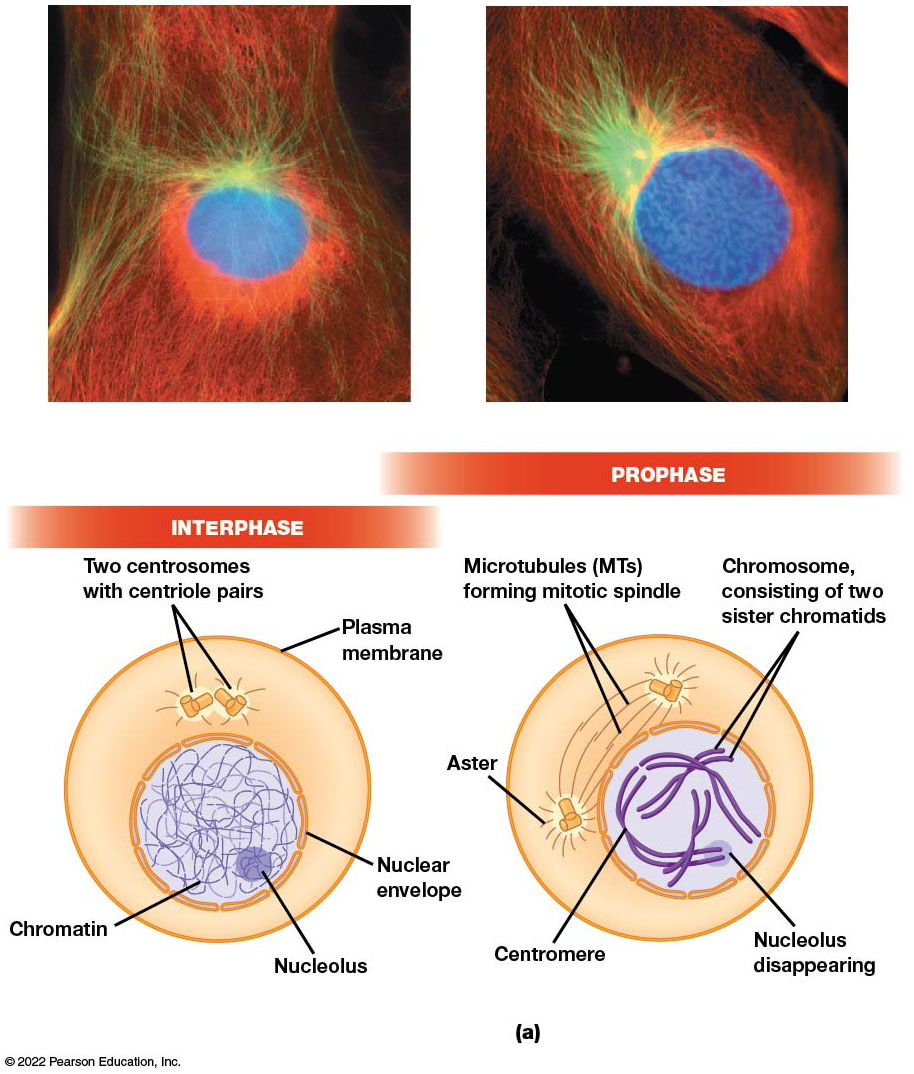 PROPHASE
INTERPHASE
Two centrosomes
with centriole pairs
Plasma
membrane
Nuclear
envelope
Chromatin
Nucleolus
Microtubules (MTs)
forming mitotic spindle
Chromosome,
consisting of two
sister chromatids
Aster
Centromere
Nucleolus
disappearing
(a)
© 2022 Pearson Education, Inc.